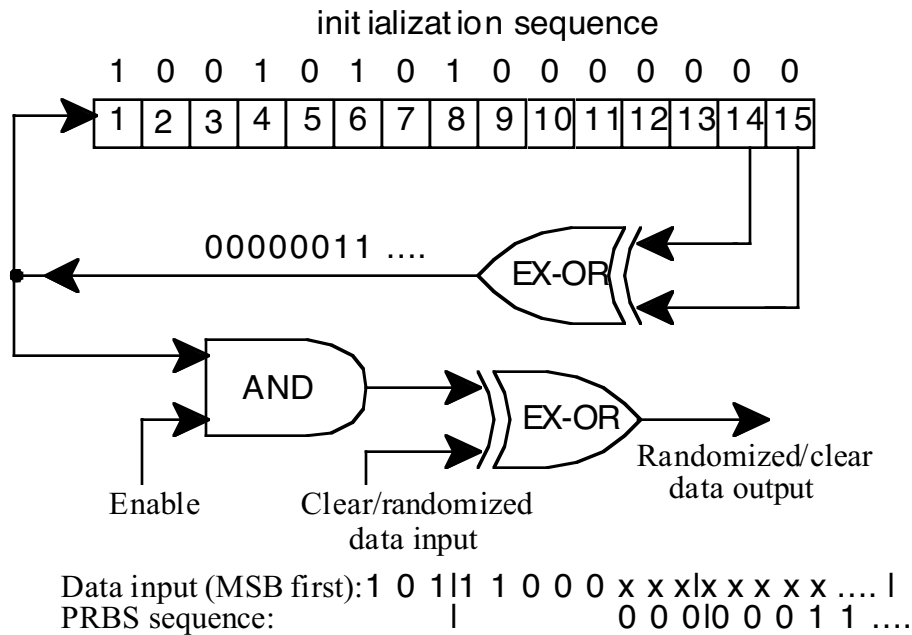 initialization sequence
1 0 0 1 0 1 0 1 0 0 0 0 0 0 0
1 2 3 4 5 6 7 8 9 10 11 12 13 14 15
00000011 ....
EX-OR
AND
EX-OR
Enable
Clear/randomized
data input
Randomized/clear
data output
Data input (MSB first): 1 0 1|1 1 0 0 0 x x x|x x x x x .... |
PRBS sequence: | 0 0 0|0 0 0 1 1 ....